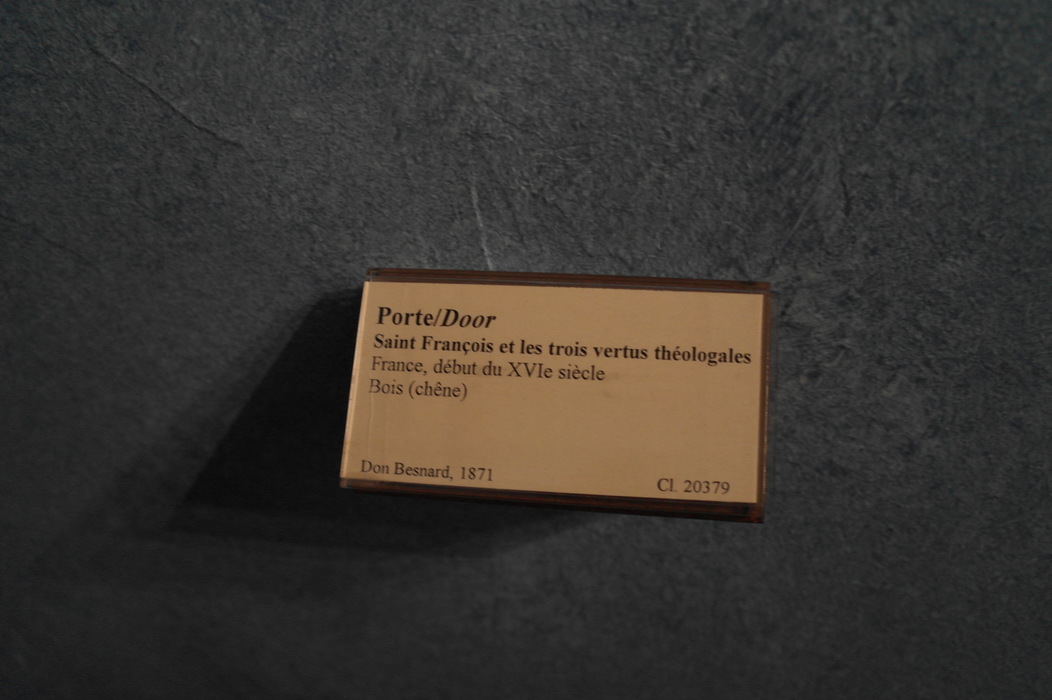 Porte/Door
Saint François et les trois vertus théologales
France, début du XVIe siècle
Bois (chêne)
Don Besnard, 1871
Cl. 20379